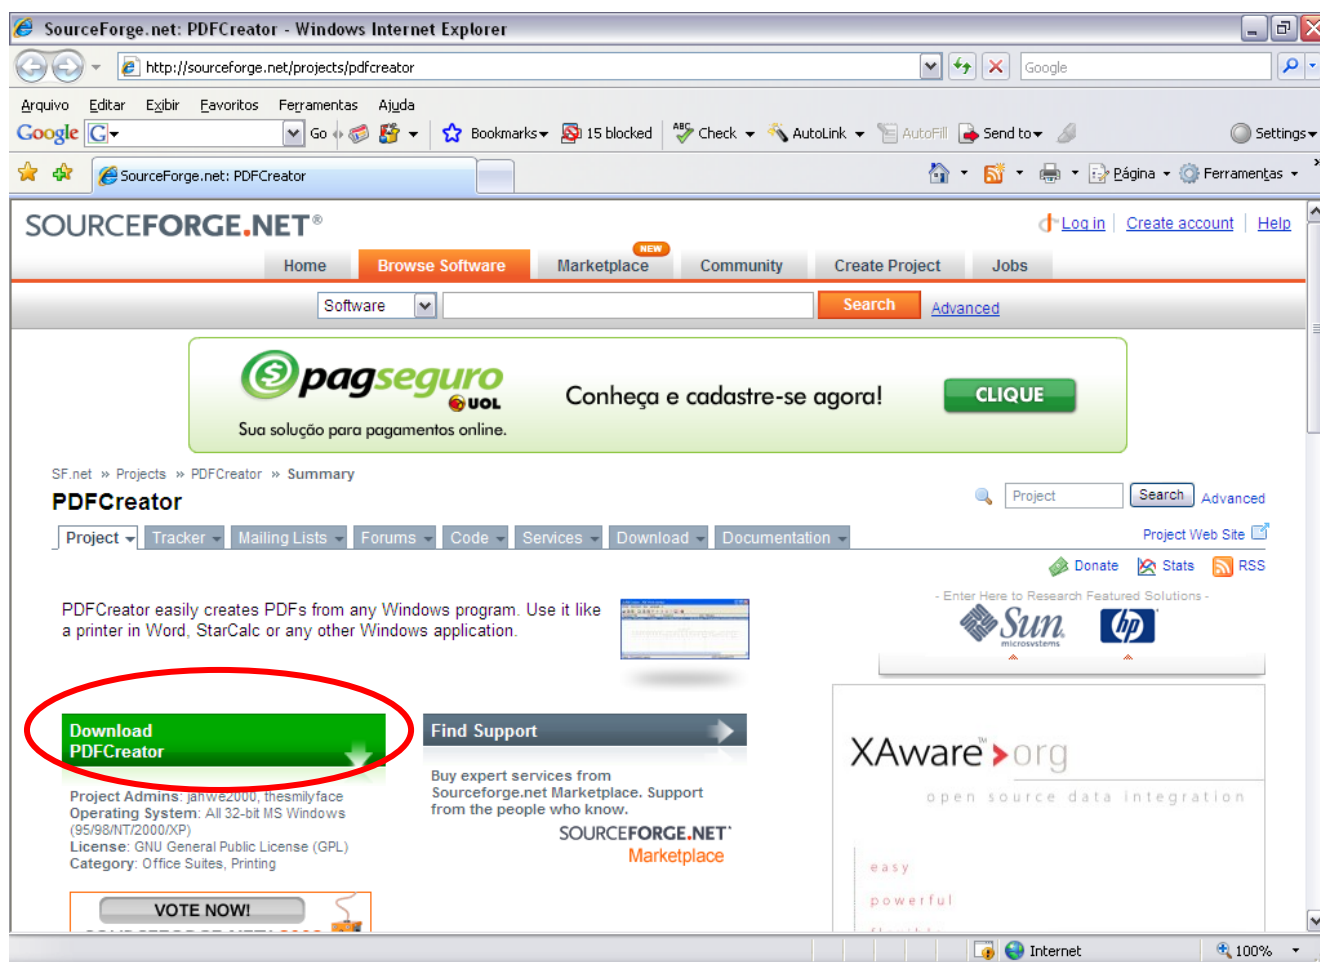 SourceForge.net: PDFCreator - Windows Internet Explorer
http://sourceforge.net/projects/pdfcreator
Google
Arquivo Editar Exibir Favoritos Ferramentas Ajuda
Google G Go Bookmarks 15 blocked ABC Check AutoLink AutoFill Send to Settings
SourceForge.net: PDFCreator Página Ferramentas
SOURCEFORGE.NET® Log in Create account Help
NEW
Home Browse Software Marketplace Community Create Project Jobs
Software Search Advanced
pagseguro
UOL
Conheça e cadastre-se agora! CLIQUE
Sua solução para pagamentos online.
SF.net » Projects » PDFCreator » Summary
PDFCreator
Project Search Advanced
Project Tracker Mailing Lists Forums Code Services Download Documentation
Project Web Site
Donate Stats RSS
PDFCreator easily creates PDFs from any Windows program. Use it like
a printer in Word, StarCalc or any other Windows application.
- Enter Here to Research Featured Solutions -
Sun
microsystems
hp
Download
PDFCreator
Find Support
Project Admins: jahwe2000, thesmilyface
Operating System: All 32-bit MS Windows
(95/98/NT/2000/XP)
License: GNU General Public License (GPL)
Category: Office Suites, Printing
Buy expert services from
Sourceforge.net Marketplace. Support
from the people who know.
SOURCEFORGE.NET
Marketplace
XAware™>org
open source data integration
easy
powerful
VOTE NOW!
Internet 100%